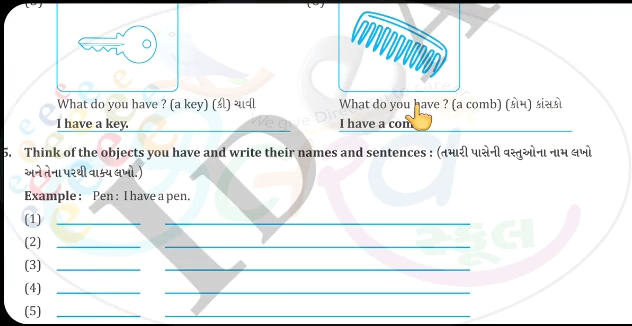 What do you have ? (a key) (કી) ચાવી
I have a key.
What do you have ? (a comb) (કોમ) કાંસકો
I have a com
5. Think of the objects you have and write their names and sentences : (તમારી પાસેની વસ્તુઓના નામ લખો
અને તેના પરથી વાક્ય લખો.)
Example : Pen : I have a pen.
(1)
(2)
(3)
(4)
(5)